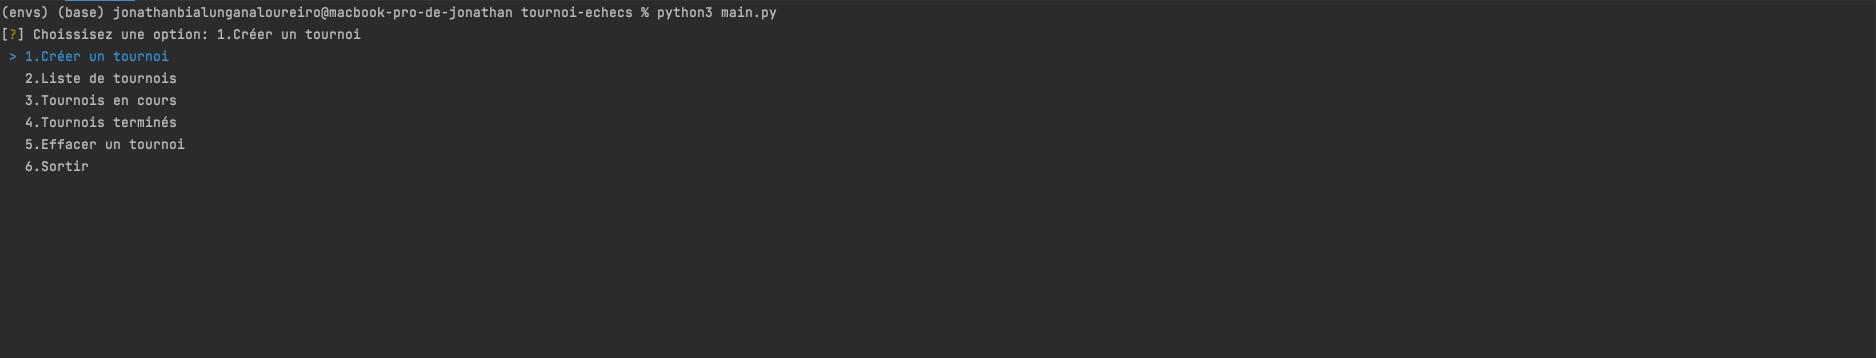 (envs) (base) jonathanbialunganaloureiro@macbook-pro-de-jonathan tournoi-echecs % python3 main.py
[?] Choissisez une option: 1.Créer un tournoi
> 1.Créer un tournoi
2.Liste de tournois
3.Tournois en cours
4.Tournois terminés
5.Effacer un tournoi
6.Sortir